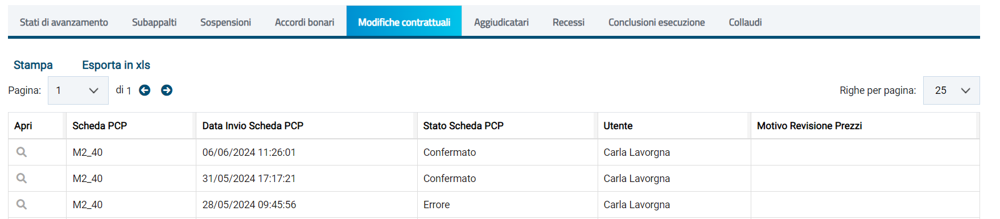 Stati di avanzamento Subappalti Sospensioni Accordi bonari Modifiche contrattuali Aggiudicatari Recessi Conclusioni esecuzione Collaudi
Stampa Esporta in xls
Pagina: 1 di 1 Righe per pagina: 25
Apri Scheda PCP Data Invio Scheda PCP Stato Scheda PCP Utente Motivo Revisione Prezzi
M2_40 06/06/2024 11:26:01 Confermato Carla Lavorgna
M2_40 31/05/2024 17:17:21 Confermato Carla Lavorgna
M2_40 28/05/2024 09:45:56 Errore Carla Lavorgna